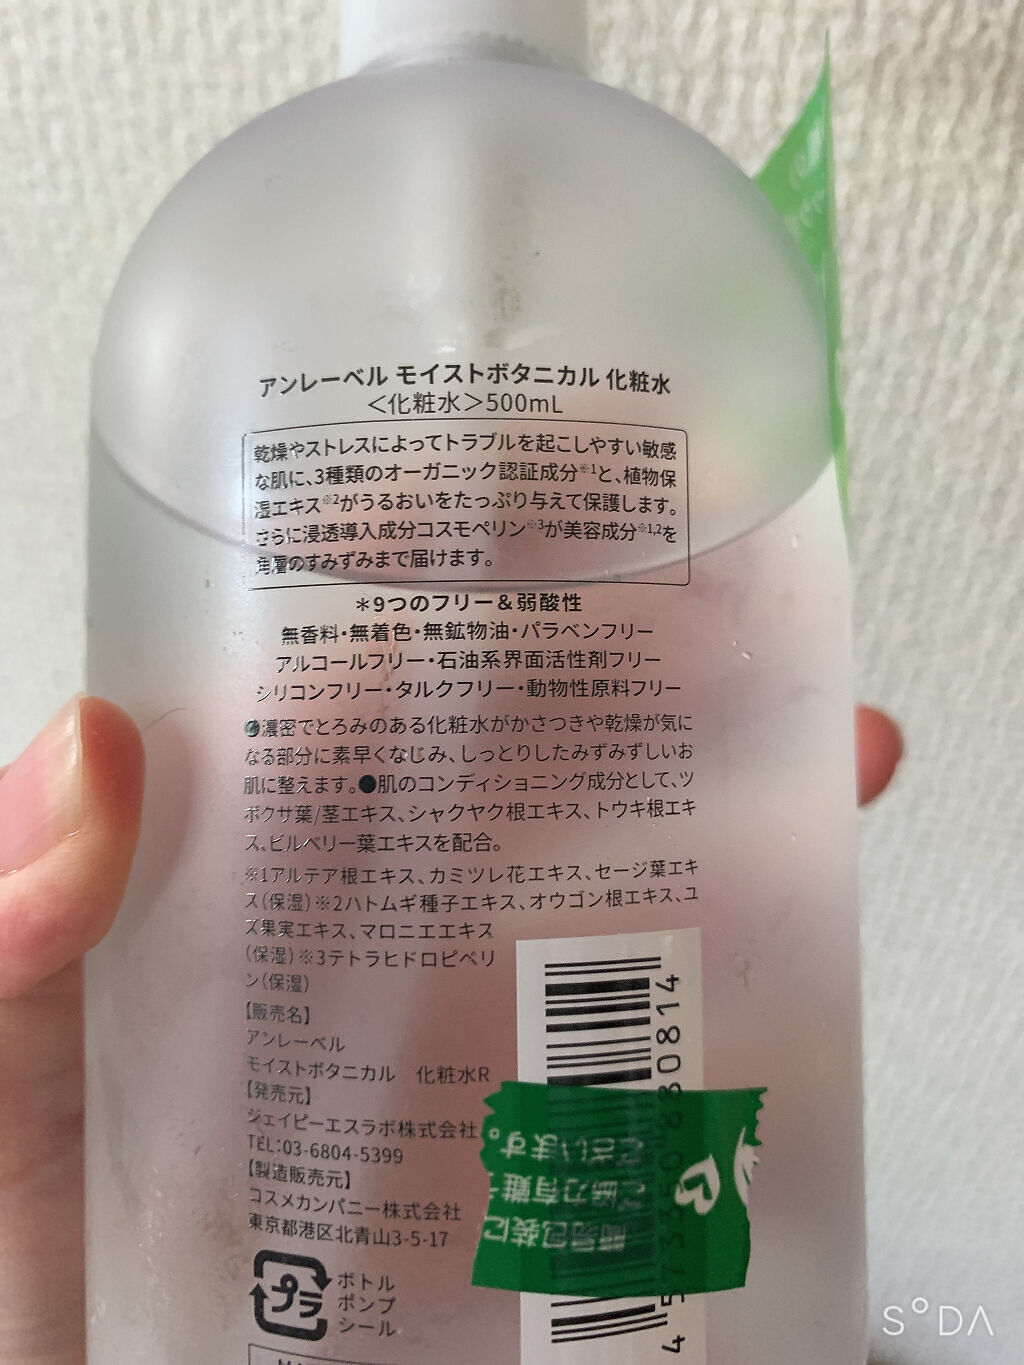 アンレーベル モイストボタニカル 化粧水
＜化粧水＞500mL
乾燥やストレスによってトラブルを起こしやすい敏感
な肌に、3種類のオーガニック認証成分※1と、植物保
湿エキス※2がうるおいをたっぷり与えて保護します。
さらに浸透導入成分コスモペリン※3が美容成分※1,2を
角層のすみずみまで届けます。
＊9つのフリー＆弱酸性
無香料・無着色・無鉱物油・パラベンフリー
アルコールフリー・石油系界面活性剤フリー
シリコンフリー・タルクフリー・動物性原料フリー
●濃密でとろみのある化粧水がかさつきや乾燥が気に
なる部分に素早くなじみ、しっとりしたみずみずしいお
肌に整えます。●肌のコンディショニング成分として、ツ
ボクサ葉/茎エキス、シャクヤク根エキス、トウキ根エキ
ス、ビルベリー葉エキスを配合。
※1アルテア根エキス、カミツレ花エキス、セージ葉エキ
ス（保湿）※2ハトムギ種子エキス、オウゴン根エキス、ユ
ズ果実エキス、マロニエエキス
（保湿）※3テトラヒドロピペリ
ン（保湿）
【販売名】
アンレーベル
モイストボタニカル 化粧水R
【発売元】
ジェイピーエスラボ株式会社
TEL:03-6804-5399
【製造販売元】
コスメカンパニー株式会社
東京都港区北青山3-5-17
プラ
ボトル
ポンプ
シール
簡易包装に
ご協力有難う
ございます。
SODA